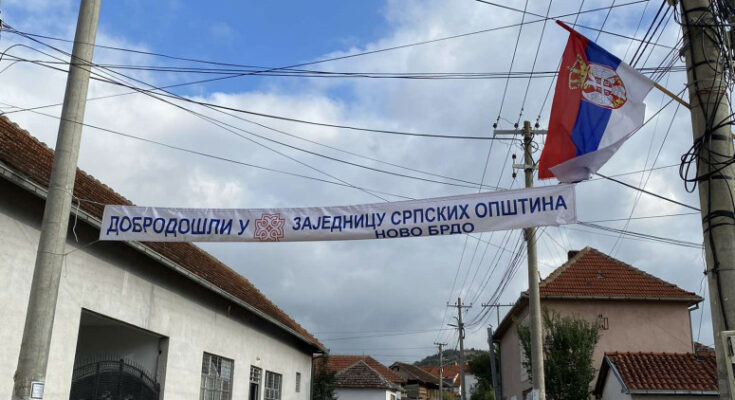 ДОБРОДОШЛИ У ЗАЈЕДНИЦУ СРПСКИХ ОПШТИНА
НОВО БРДО